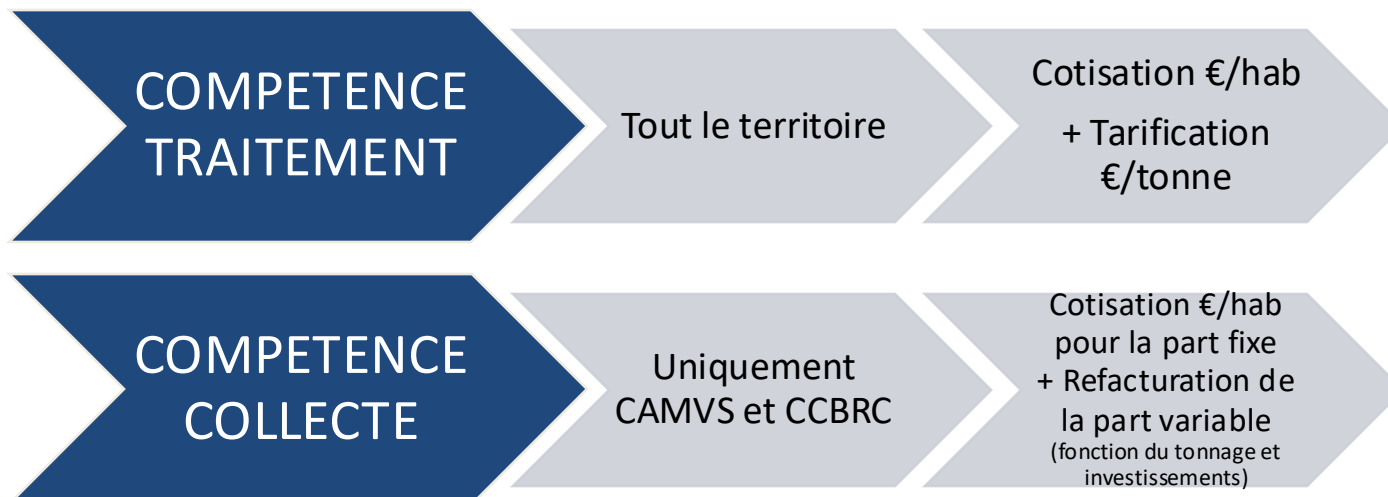 COMPETENCE
TRAITEMENT
Tout le territoire
Cotisation €/hab
+ Tarification
€/tonne
COMPETENCE
COLLECTE
Uniquement
CAMVS et CCBRC
Cotisation €/hab
pour la part fixe
+ Refacturation de
la part variable
(fonction du tonnage et
investissements)